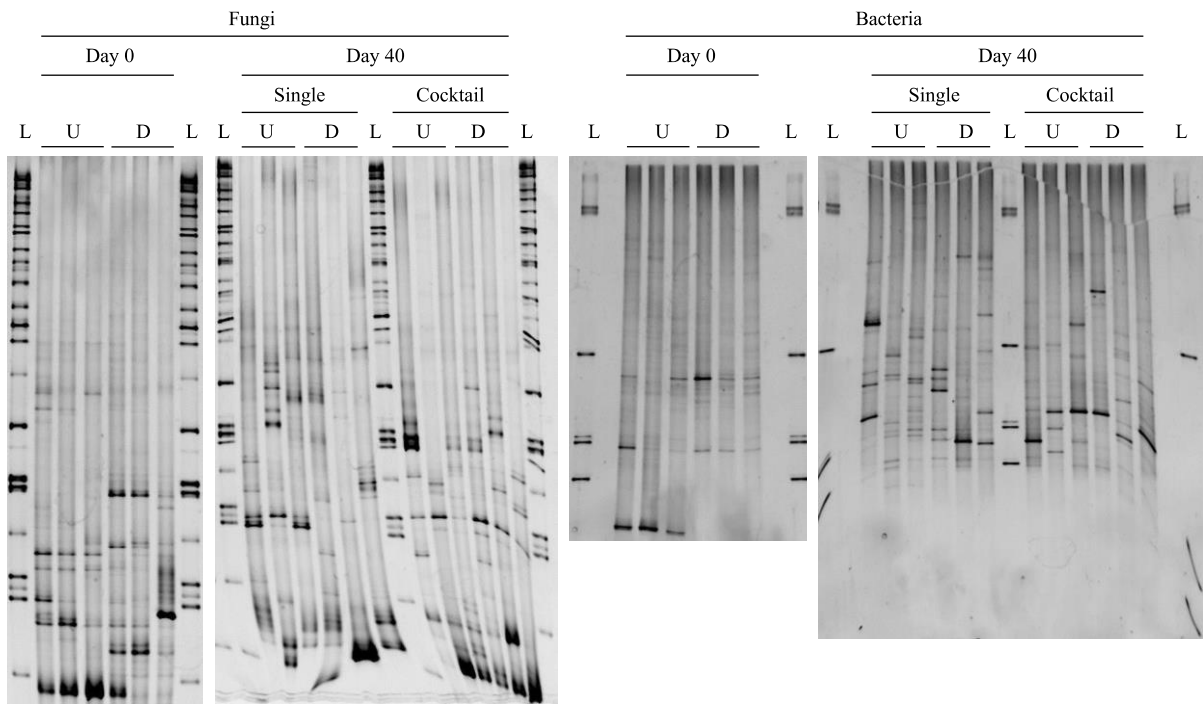 Fungi Bacteria
Day 0 Day 40 Day 0 Day 40
Single Cocktail Single Cocktail
L U D L L U D L U D L L U D L L U D L U D L